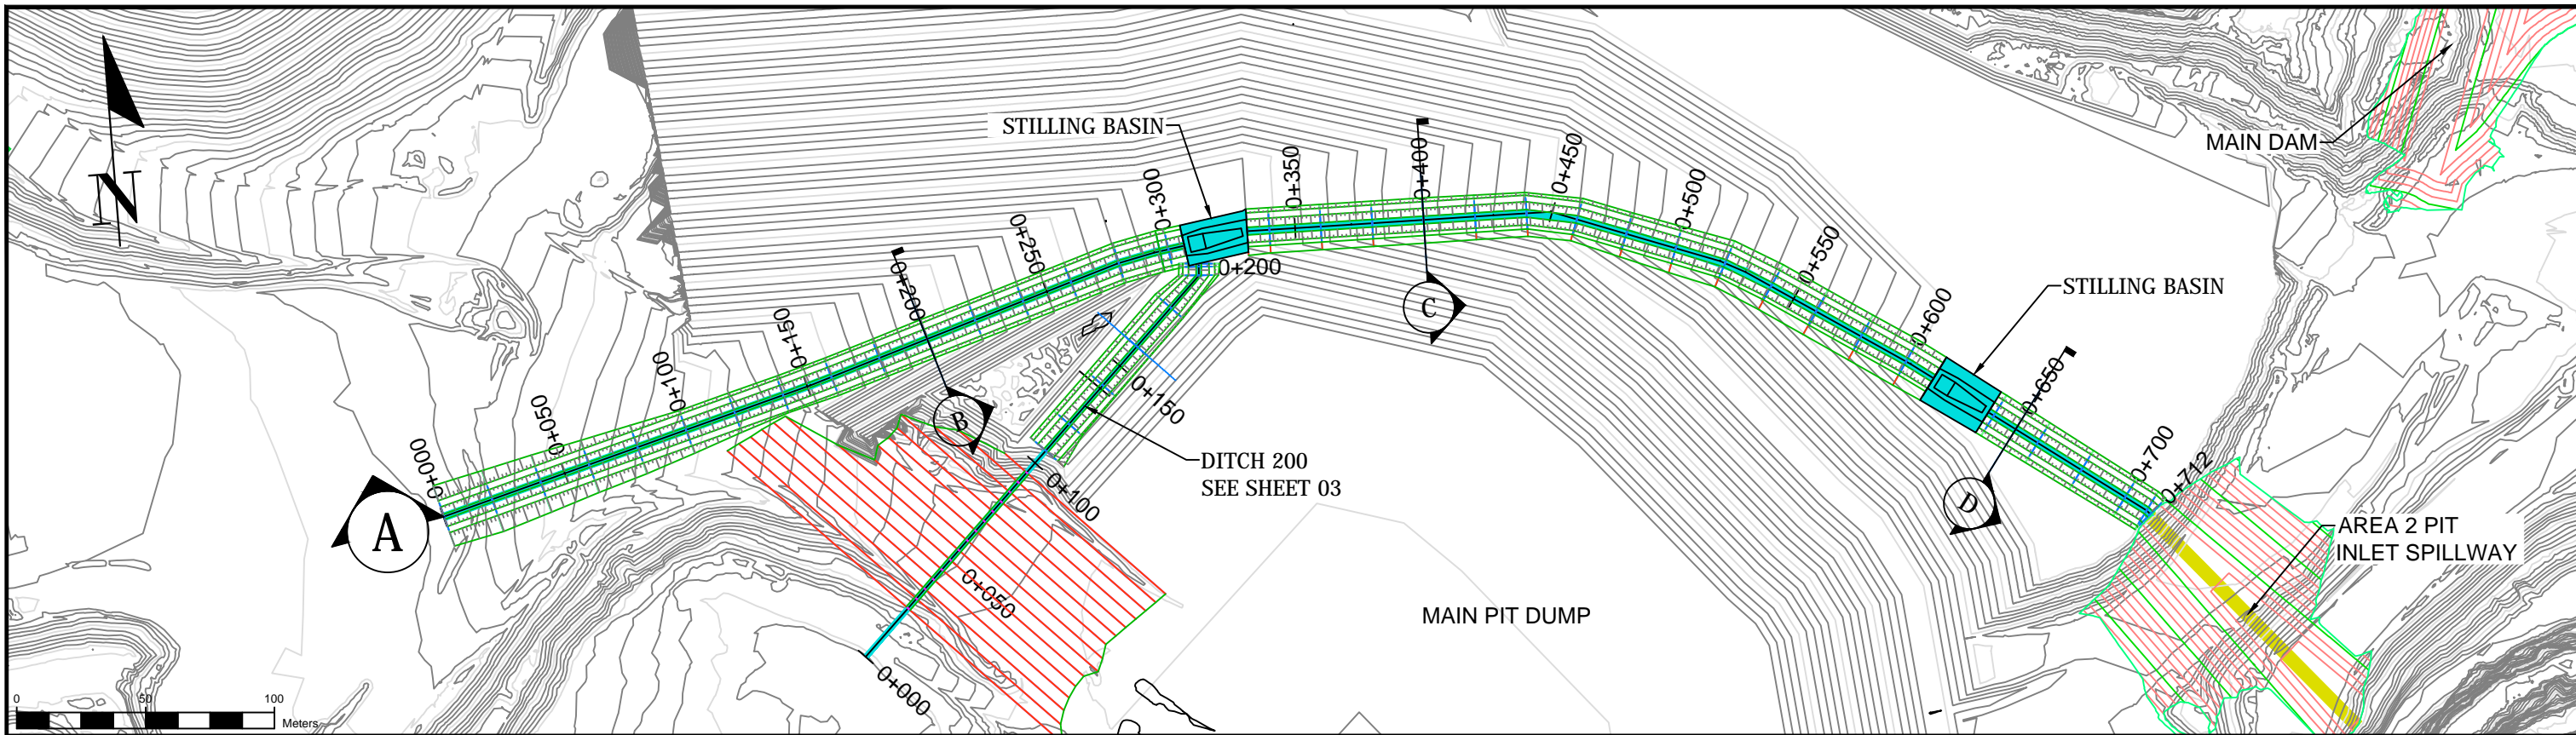 N
STILLING BASIN
MAIN DAM
0+000
0+050
0+100
0+150
0+200
0+250
0+300
0+350
0+400
0+450
0+500
0+550
0+600
0+650
0+700
0+712
STILLING BASIN
A
B
C
D
0+200
0+150
0+100
0+050
0+000
DITCH 200
SEE SHEET 03
MAIN PIT DUMP
AREA 2 PIT
INLET SPILLWAY
0 50 100
Meters